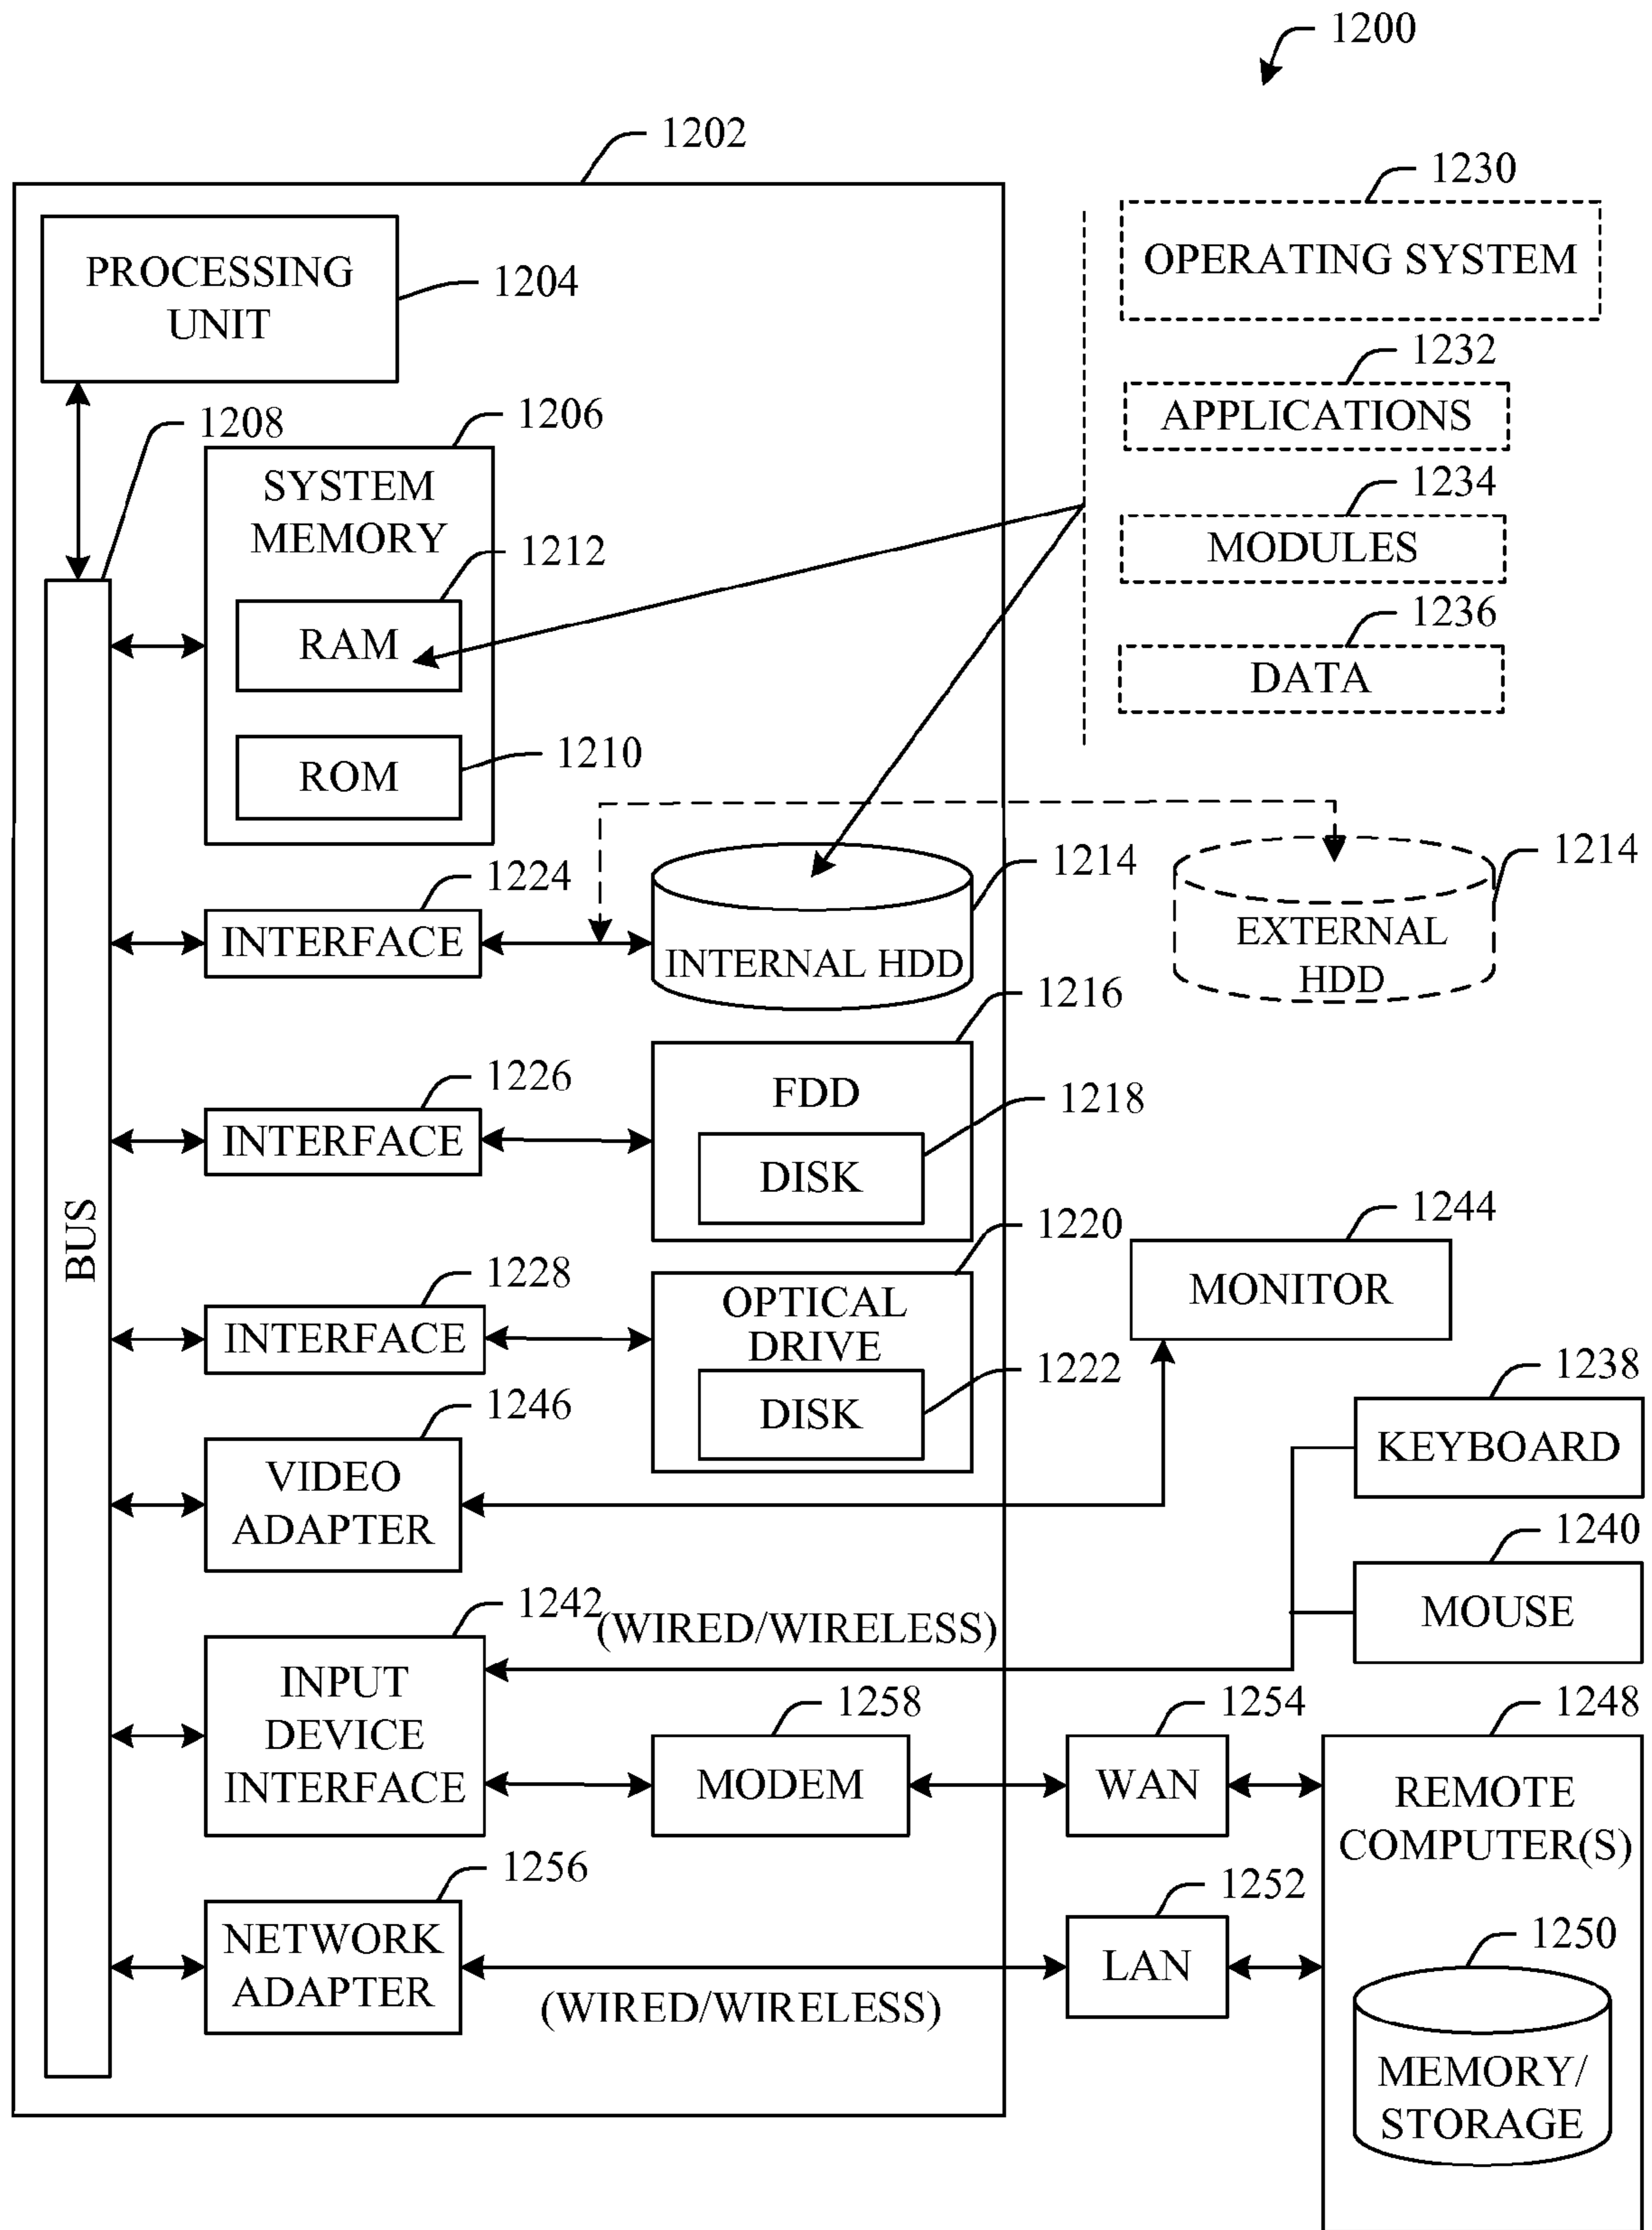 1200
1202
1230
OPERATING SYSTEM
PROCESSING
UNIT
1204
1232
APPLICATIONS
1208
1206
SYSTEM
MEMORY
1234
MODULES
1212
RAM
1236
DATA
1210
ROM
1224
INTERFACE
1214
INTERNAL HDD
1214
EXTERNAL
HDD
1216
FDD
1226
INTERFACE
1218
DISK
BUS
1220
OPTICAL
DRIVE
1244
MONITOR
1228
INTERFACE
1222
DISK
1238
KEYBOARD
1246
VIDEO
ADAPTER
1240
MOUSE
1242
(WIRED/WIRELESS)
INPUT
DEVICE
INTERFACE
1258
MODEM
1254
WAN
1248
REMOTE
COMPUTER(S)
1256
NETWORK
ADAPTER
(WIRED/WIRELESS)
1252
LAN
1250
MEMORY/
STORAGE